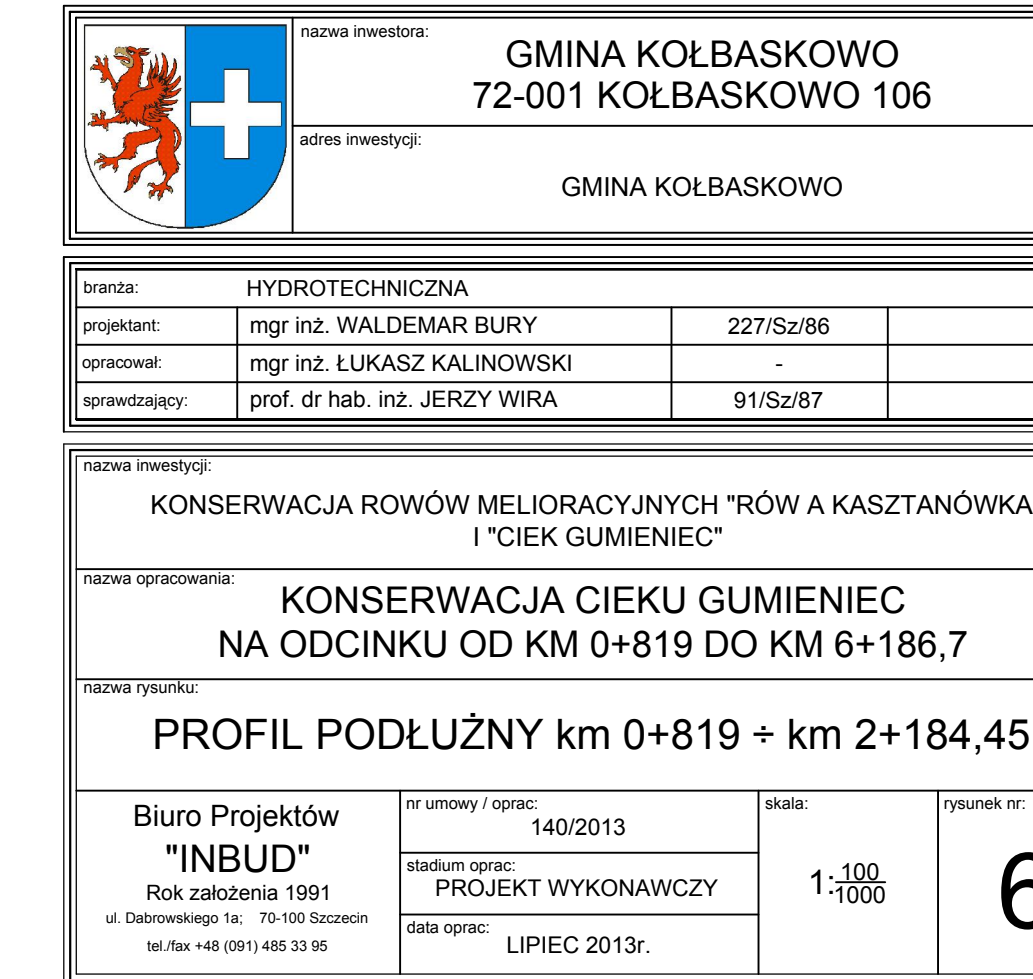 nazwa inwestora:
GMINA KOŁBASKOWO
72-001 KOŁBASKOWO 106
adres inwestycji:
GMINA KOŁBASKOWO
branża: HYDROTECHNICZNA
projektant: mgr inż. WALDEMAR BURY 227/Sz/86
opracował: mgr inż. ŁUKASZ KALINOWSKI -
sprawdzający: prof. dr hab. inż. JERZY WIRA 91/Sz/87
nazwa inwestycji:
KONSERWACJA ROWÓW MELIORACYJNYCH "RÓW A KASZTANÓWKA
I "CIEK GUMIENIEC"
nazwa opracowania:
KONSERWACJA CIEKU GUMIENIEC
NA ODCINKU OD KM 0+819 DO KM 6+186,7
nazwa rysunku:
PROFIL PODŁUŻNY km 0+819 ÷ km 2+184,45
Biuro Projektów
"INBUD"
Rok założenia 1991
ul. Dabrowskiego 1a; 70-100 Szczecin
tel./fax +48 (091) 485 33 95
nr umowy / oprac:
140/2013
stadium oprac:
PROJEKT WYKONAWCZY
data oprac:
LIPIEC 2013r.
skala:
1:100/1000
rysunek nr:
6